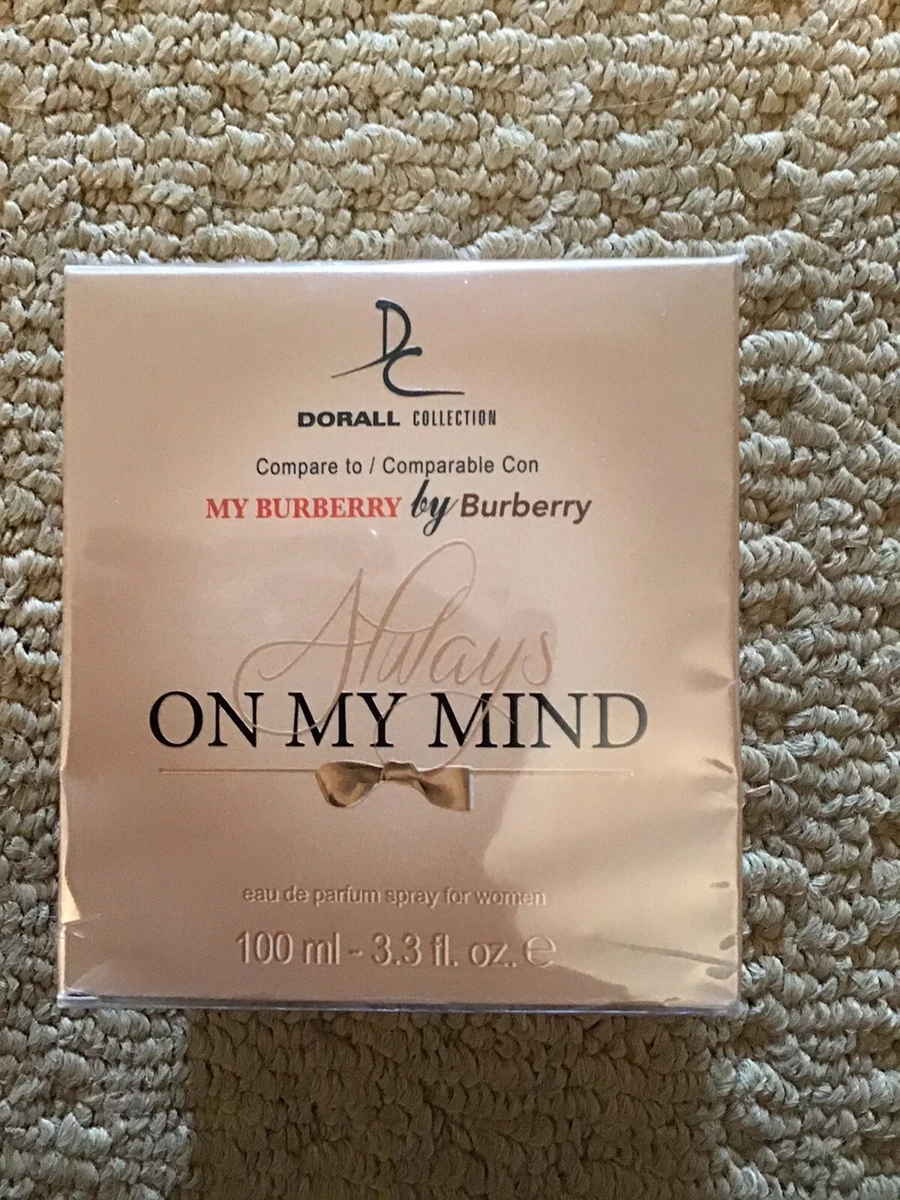 DC
DORALL COLLECTION
Compare to / Comparable Con
MY BURBERRY by Burberry
Always
ON MY MIND
eau de parfum spray for women
100 ml - 3.3 fl. oz. ℮